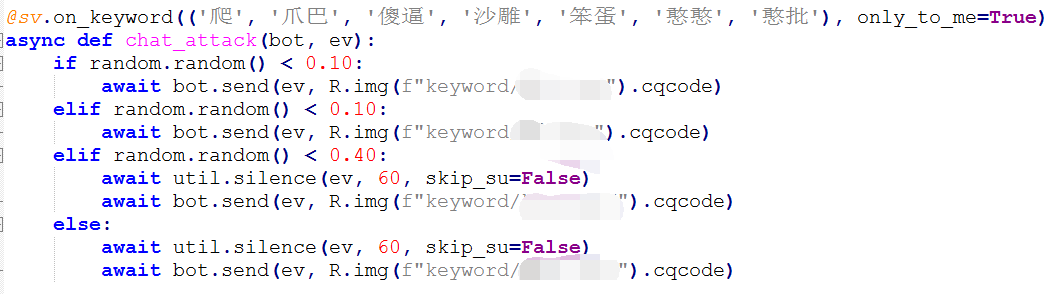 @sv.on_keyword(('爬', '爪巴', '傻逼', '沙雕', '笨蛋', '憨憨', '憨批'), only_to_me=True)
async def chat_attack(bot, ev):
    if random.random() < 0.10:
        await bot.send(ev, R.img(f"keyword/").cqcode)
    elif random.random() < 0.10:
        await bot.send(ev, R.img(f"keyword").cqcode)
    elif random.random() < 0.40:
        await util.silence(ev, 60, skip_su=False)
        await bot.send(ev, R.img(f"keyword/").cqcode)
    else:
        await util.silence(ev, 60, skip_su=False)
        await bot.send(ev, R.img(f"keyword/").cqcode)